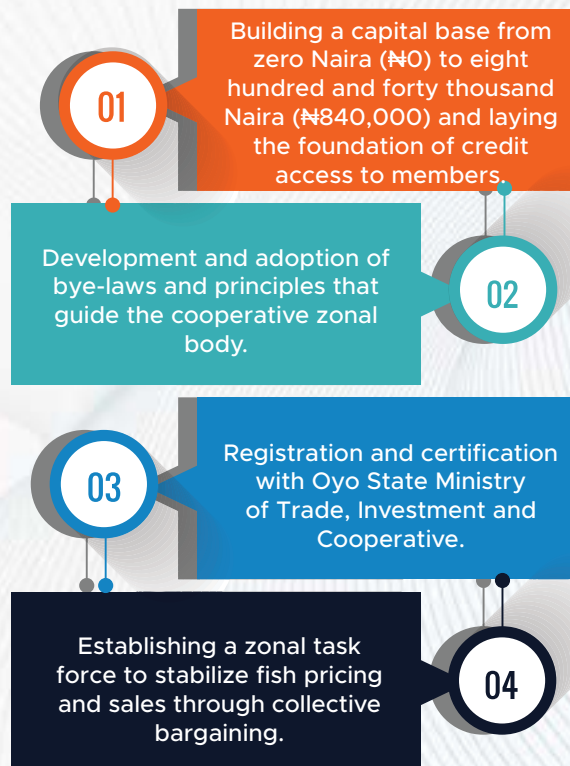 01
Building a capital base from
zero Naira (₦0) to eight
hundred and forty thousand
Naira (₦840,000) and laying
the foundation of credit
access to members.
Development and adoption of
bye-laws and principles that
guide the cooperative zonal
body.
02
03
Registration and certification
with Oyo State Ministry
of Trade, Investment and
Cooperative.
Establishing a zonal task
force to stabilize fish pricing
and sales through collective
bargaining.
04